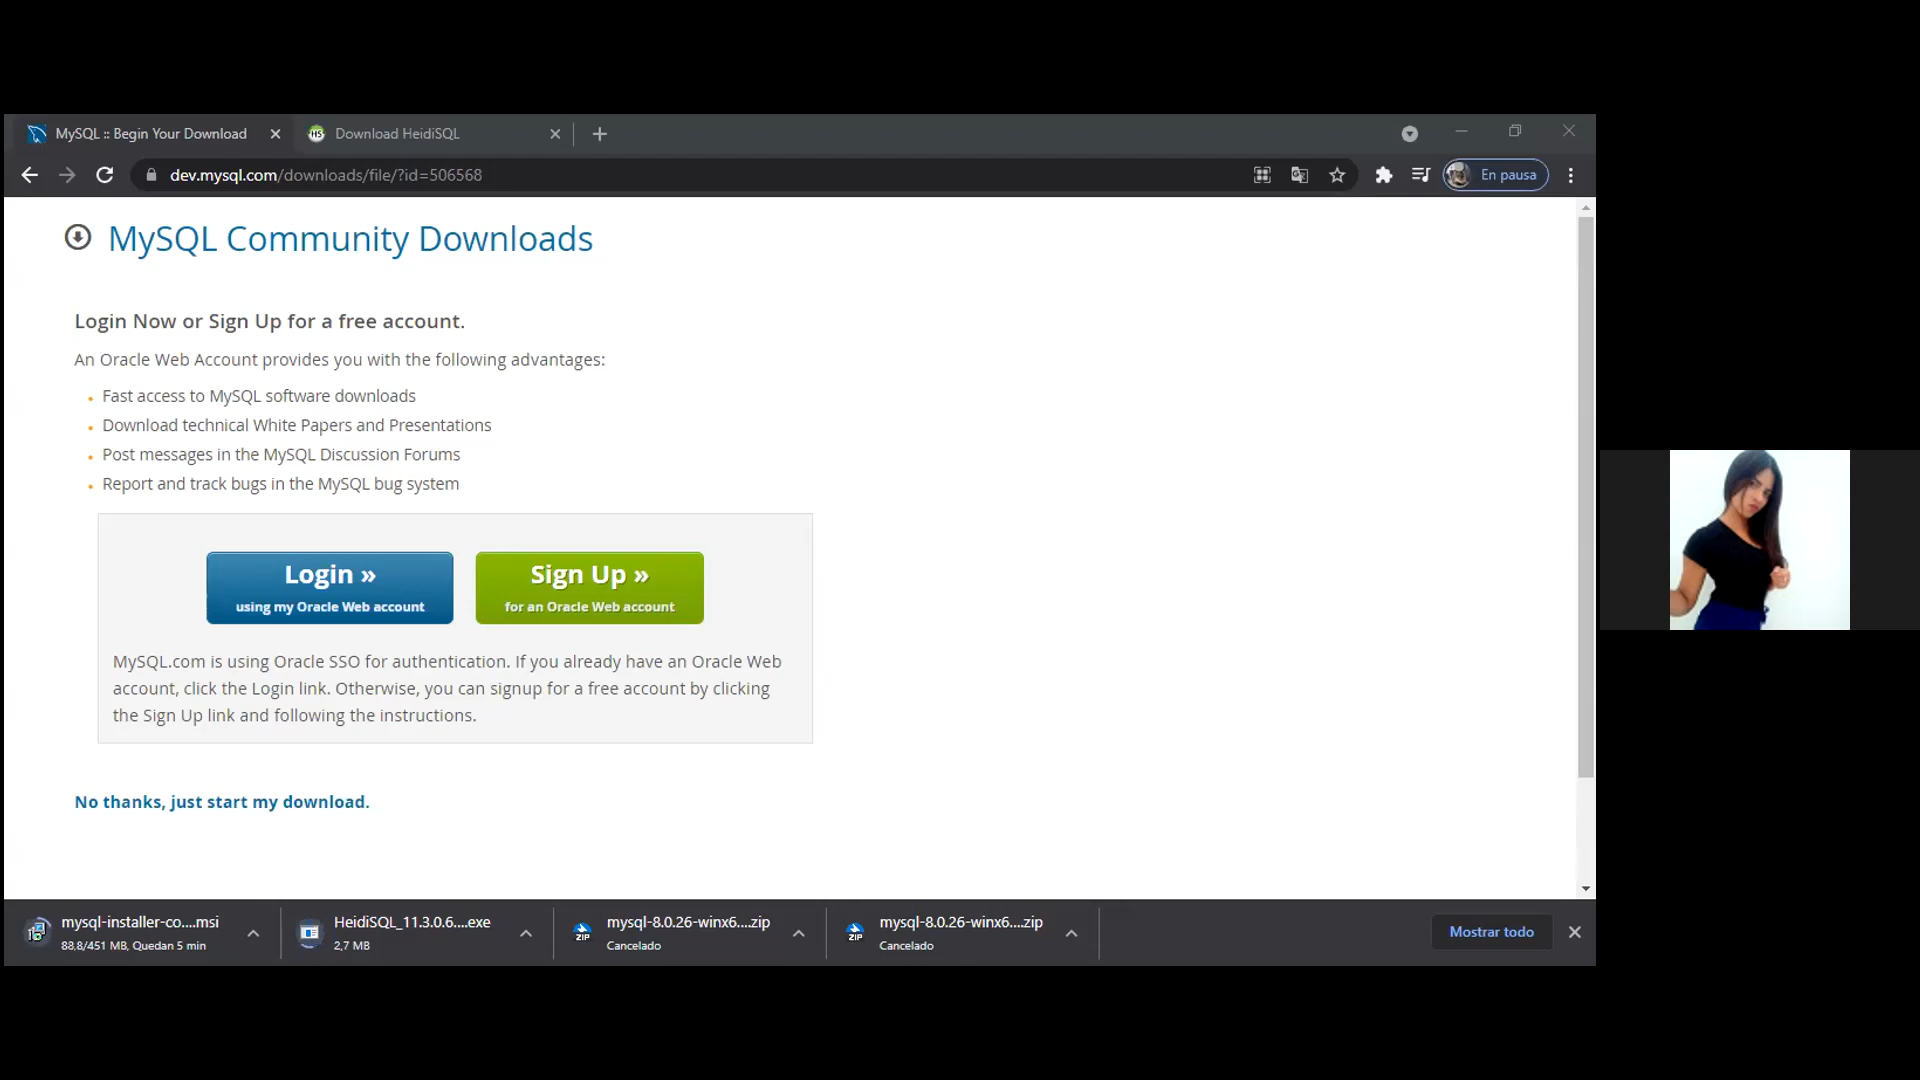 MySQL :: Begin Your Download
Download HeidiSQL
dev.mysql.com/downloads/file/?id=506568
En pausa
MySQL Community Downloads
Login Now or Sign Up for a free account.
An Oracle Web Account provides you with the following advantages:
Fast access to MySQL software downloads
Download technical White Papers and Presentations
Post messages in the MySQL Discussion Forums
Report and track bugs in the MySQL bug system
Login »
using my Oracle Web account
Sign Up »
for an Oracle Web account
MySQL.com is using Oracle SSO for authentication. If you already have an Oracle Web
account, click the Login link. Otherwise, you can signup for a free account by clicking
the Sign Up link and following the instructions.
No thanks, just start my download.
mysql-installer-co....msi
88,8/451 MB, Quedan 5 min
HeidiSQL_11.3.0.6....exe
2,7 MB
ZIP
mysql-8.0.26-winx6....zip
Cancelado
ZIP
mysql-8.0.26-winx6....zip
Cancelado
Mostrar todo